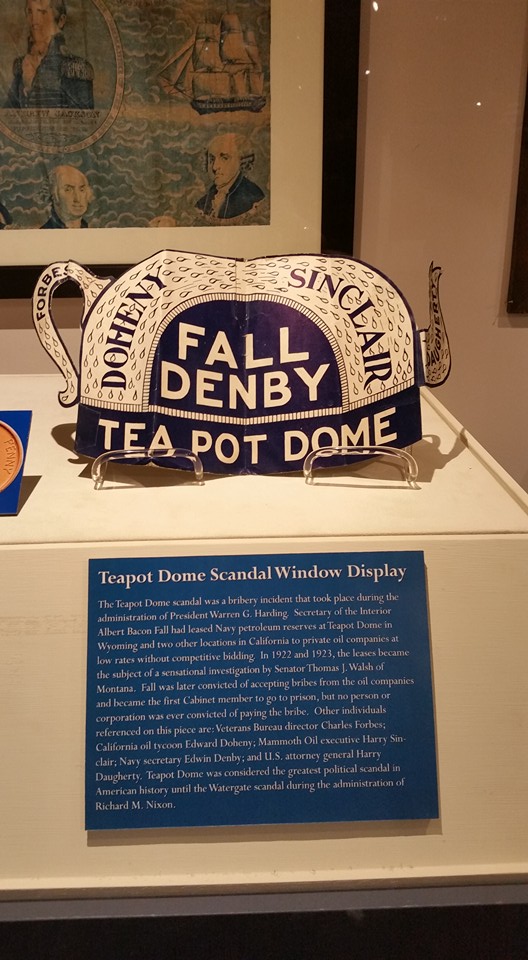 ANDREW JACKSON
FORBES
DOHENY
SINCLAIR
FALL
DENBY
TEA POT DOME
PENNY
Teapot Dome Scandal Window Display
The Teapot Dome scandal was a bribery incident that took place during the
administration of President Warren G. Harding. Secretary of the Interior
Albert Bacon Fall had leased Navy petroleum reserves at Teapot Dome in
Wyoming and two other locations in California to private oil companies at
low rates without competitive bidding. In 1922 and 1923, the leases became
the subject of a sensational investigation by Senator Thomas J. Walsh of
Montana. Fall was later convicted of accepting bribes from the oil companies
and became the first Cabinet member to go to prison, but no person or
corporation was ever convicted of paying the bribe. Other individuals
referenced on this piece are: Veterans Bureau director Charles Forbes;
California oil tycoon Edward Doheny; Mammoth Oil executive Harry Sin-
clair; Navy secretary Edwin Denby; and U.S. attorney general Harry
Daugherty. Teapot Dome was considered the greatest political scandal in
American history until the Watergate scandal during the administration of
Richard M. Nixon.